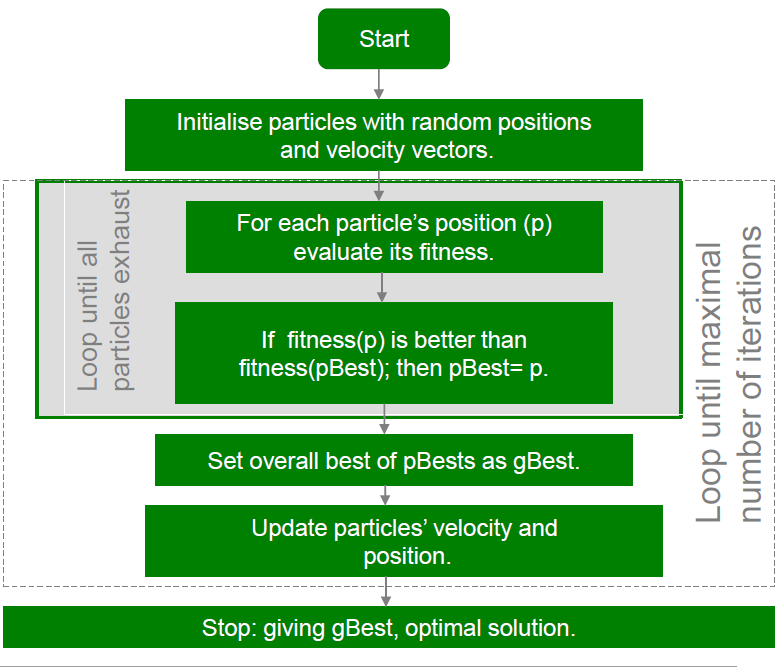 Start
Initialise particles with random positions
and velocity vectors.
Loop until all
particles exhaust
For each particle’s position (p)
evaluate its fitness.
If  fitness(p) is better than
fitness(pBest); then pBest= p.
Loop until maximal
number of iterations
Set overall best of pBests as gBest.
Update particles’ velocity and
position.
Stop: giving gBest, optimal solution.